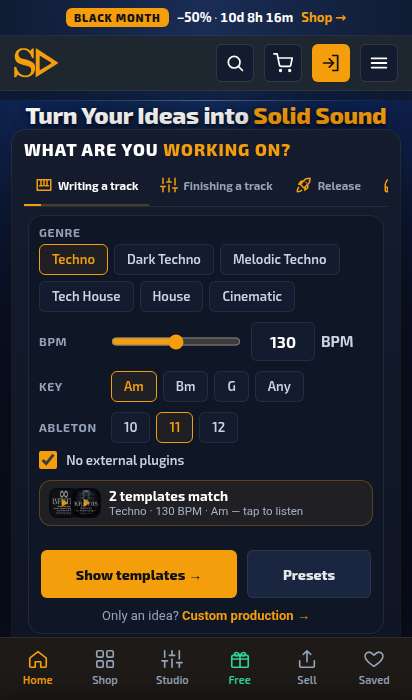 BLACK MONTH −50% · 10d 8h 16m Shop →
Turn Your Ideas into Solid Sound
WHAT ARE YOU WORKING ON?
Writing a track Finishing a track Release
GENRE
Techno Dark Techno Melodic Techno
Tech House House Cinematic
BPM 130 BPM
KEY Am Bm G Any
ABLETON 10 11 12
No external plugins
2 templates match
Techno · 130 BPM · Am — tap to listen
Show templates → Presets
Only an idea? Custom production →
Home Shop Studio Free Sell Saved